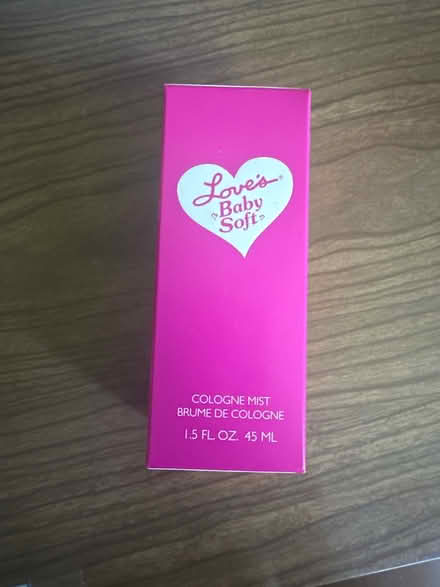 Love's®
Baby
Soft
COLOGNE MIST
BRUME DE COLOGNE
1.5 FL. OZ. 45 ML